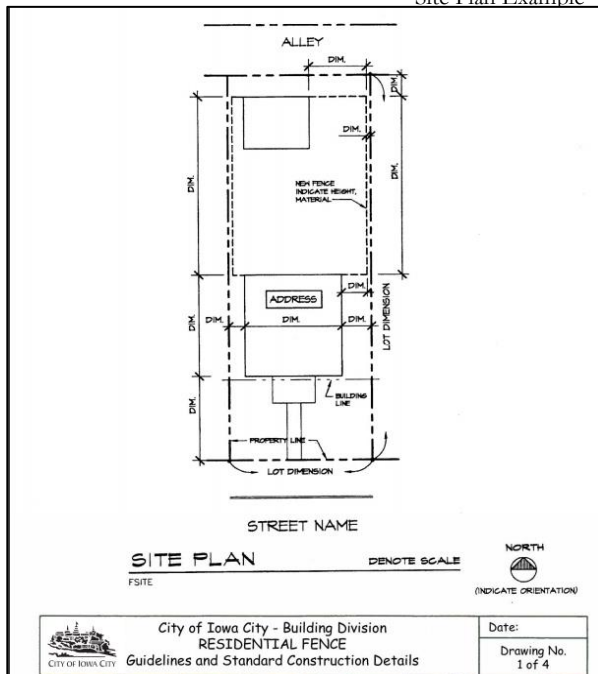 Site Plan Example
ALLEY
DIM.
DIM.
DIM.
DIM.
DIM.
DIM.
NEW FENCE
INDICATE HEIGHT,
MATERIAL
DIM.
ADDRESS
DIM.
DIM.
DIM.
DIM.
LOT DIMENSION
BUILDING
LINE
DIM.
PROPERTY LINE
LOT DIMENSION
STREET NAME
SITE PLAN
DENOTE SCALE
NORTH
FSITE
(INDICATE ORIENTATION)
CITY OF IOWA CITY
City of Iowa City - Building Division
RESIDENTIAL FENCE
Guidelines and Standard Construction Details
Date:
Drawing No.
1 of 4